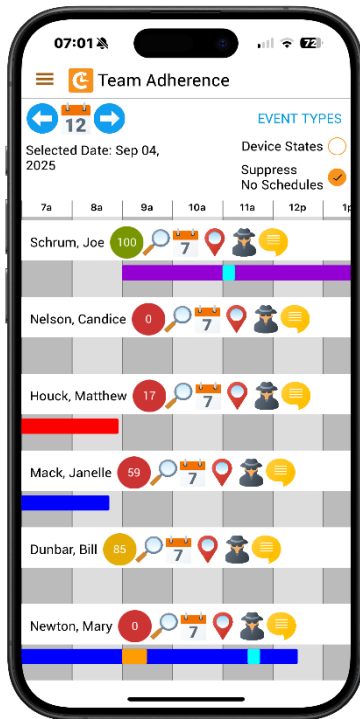 07:01
72
Team Adherence
12
EVENT TYPES
Selected Date: Sep 04,
2025
Device States
Suppress
No Schedules
7a 8a 9a 10a 11a 12p 1p
Schrum, Joe 100 7
Nelson, Candice 0 7
Houck, Matthew 17 7
Mack, Janelle 59 7
Dunbar, Bill 85 7
Newton, Mary 0 7